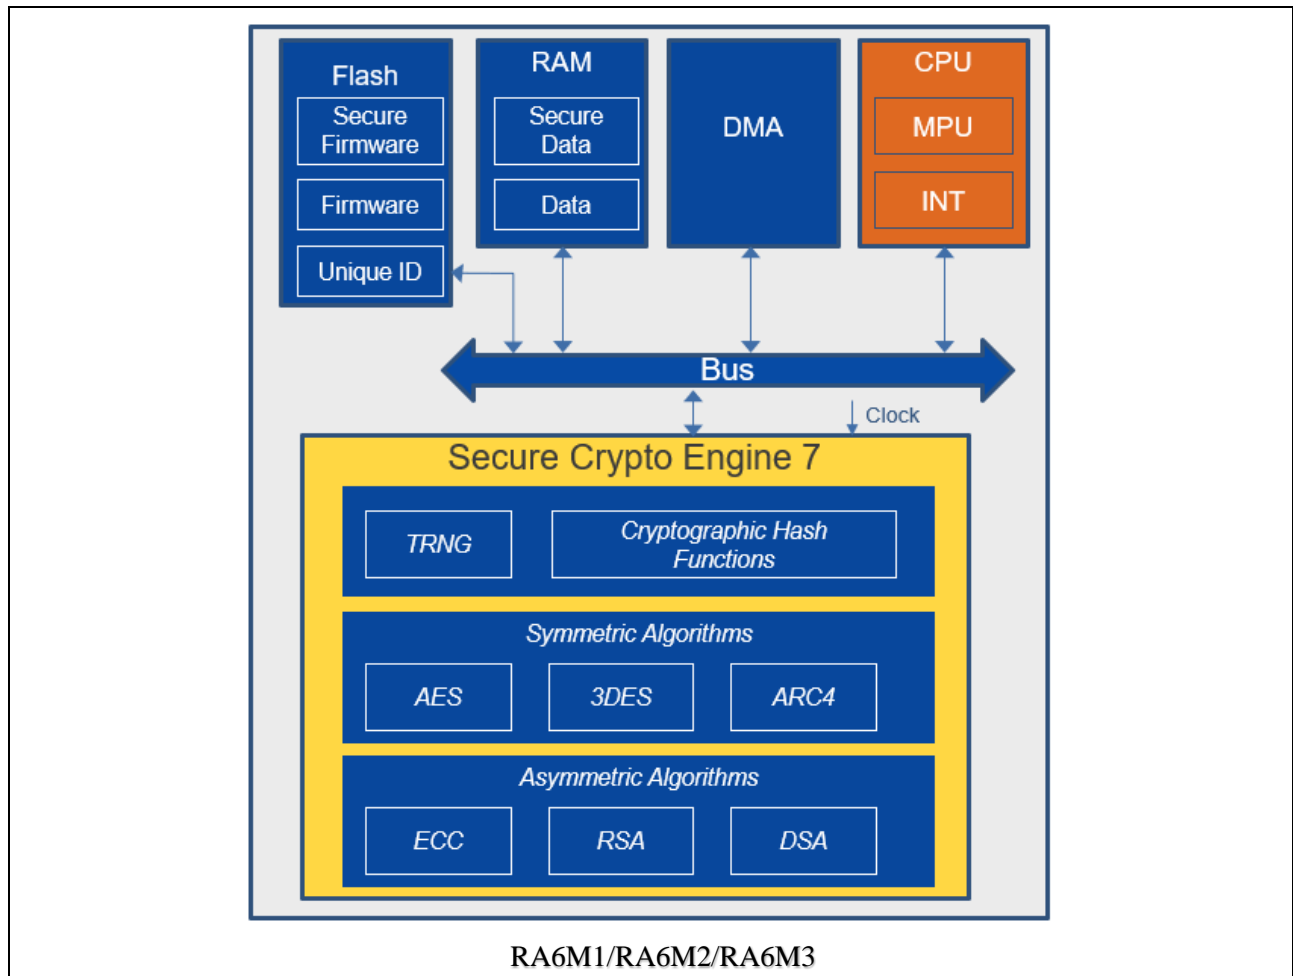 Flash
Secure
Firmware
Firmware
Unique ID
RAM
Secure
Data
Data
DMA
CPU
MPU
INT
Bus
Clock
Secure Crypto Engine 7
TRNG
Cryptographic Hash
Functions
Symmetric Algorithms
AES
3DES
ARC4
Asymmetric Algorithms
ECC
RSA
DSA
RA6M1/RA6M2/RA6M3